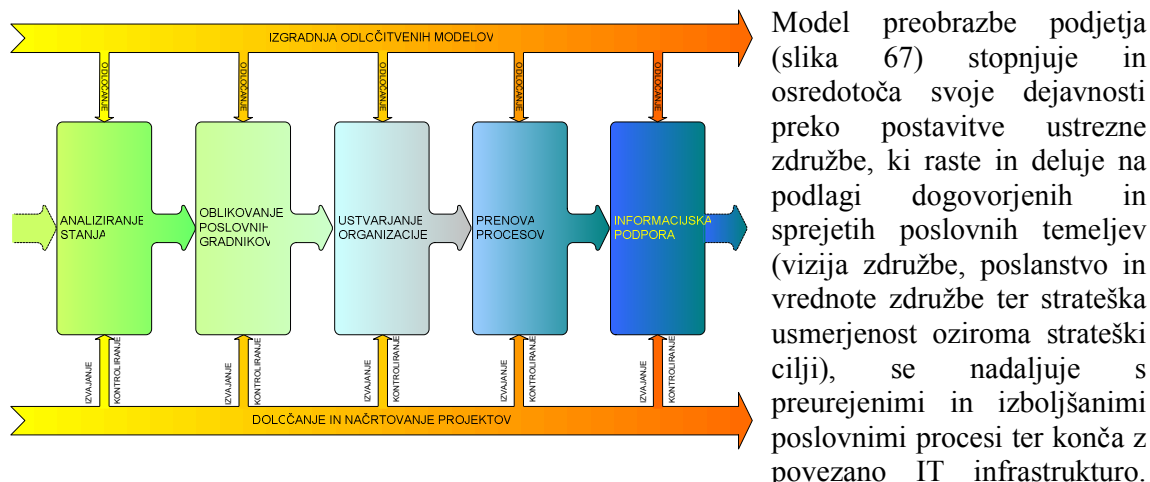 IZGRADNJA ODLCČITVENIH MODELOV
ODLOČANJE
ODLOČANJE
ODLOČANJE
ODLOČANJE
ODLOČANJE
ANALIZIRANJE
STANJA
OBLIKOVANJE
POSLOVNIH
GRADNIKOV
USTVARJANJE
ORGANIZACIJE
PRENOVA
PROCESOV
INFORMACIJSKA
PODPORA
IZVAJANJE
KONTROLIRANJE
IZVAJANJE
KONTROLIRANJE
IZVAJANJE
KONTROLIRANJE
IZVAJANJE
KONTROLIRANJE
IZVAJANJE
KONTROLIRANJE
DOLCČANJE IN NAČRTOVANJE PROJEKTOV
Model preobrazbe podjetja
(slika 67) stopnjuje in
osredotoča svoje dejavnosti
preko postavitve ustrezne
združbe, ki raste in deluje na
podlagi dogovorjenih in
sprejetih poslovnih temeljev
(vizija združbe, poslanstvo in
vrednote združbe ter strateška
usmerjenost oziroma strateški
cilji), se nadaljuje s
preurejenimi in izboljšanimi
poslovnimi procesi ter konča z
povezano IT infrastrukturo.